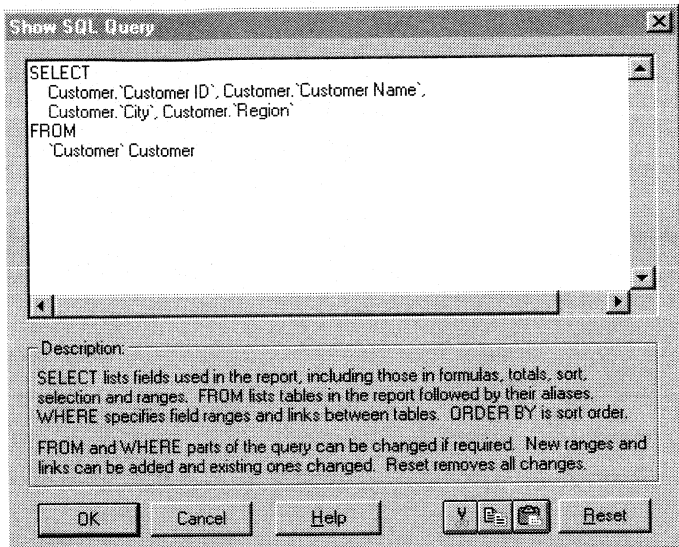 Show SQL Query
SELECT
Customer.`Customer ID`, Customer.`Customer Name`,
Customer.`City`, Customer.`Region`
FROM
`Customer` Customer
Description:
SELECT lists fields used in the report, including those in formulas, totals, sort,
selection and ranges. FROM lists tables in the report followed by their aliases.
WHERE specifies field ranges and links between tables. ORDER BY is sort order.
FROM and WHERE parts of the query can be changed if required. New ranges and
links can be added and existing ones changed. Reset removes all changes.
OK Cancel Help Reset